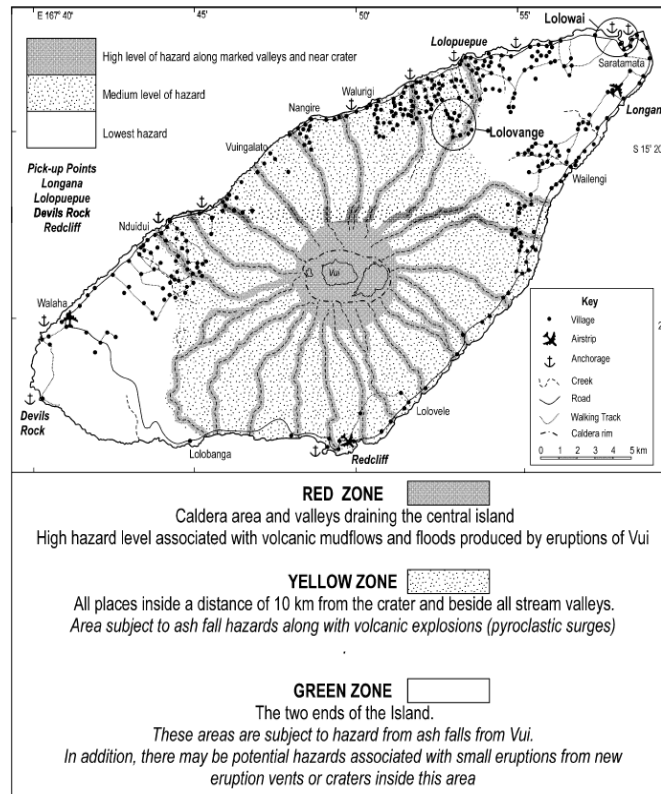 E 167° 40'
45'
50'
55'
Lolowai
Saratamata
Lolopuepue
Longana
Walurigi
Nangire
Lolovange
S 15° 20
Vuingalato
Wailengi
Nduidui
Vui
Walaha
Devils
Rock
Lolobanga
Lolovele
Redcliff
High level of hazard along marked valleys and near crater
Medium level of hazard
Lowest hazard
Pick-up Points
Longana
Lolopuepue
Devils Rock
Redcliff
Key
Village
Airstrip
Anchorage
Creek
Road
Walking Track
Caldera rim
0 1 2 3 4 5 km
RED ZONE
Caldera area and valleys draining the central island
High hazard level associated with volcanic mudflows and floods produced by eruptions of Vui
YELLOW ZONE
All places inside a distance of 10 km from the crater and beside all stream valleys.
Area subject to ash fall hazards along with volcanic explosions (pyroclastic surges)
.
GREEN ZONE
The two ends of the Island.
These areas are subject to hazard from ash falls from Vui.
In addition, there may be potential hazards associated with small eruptions from new
eruption vents or craters inside this area